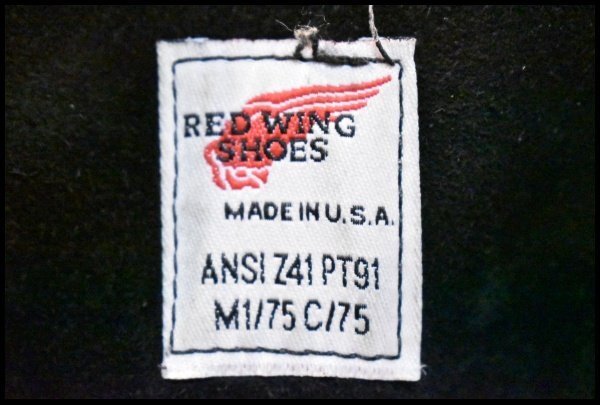 RED WING
SHOES
MADE IN U.S.A.
ANSI Z41 PT91
M1/75 C/75